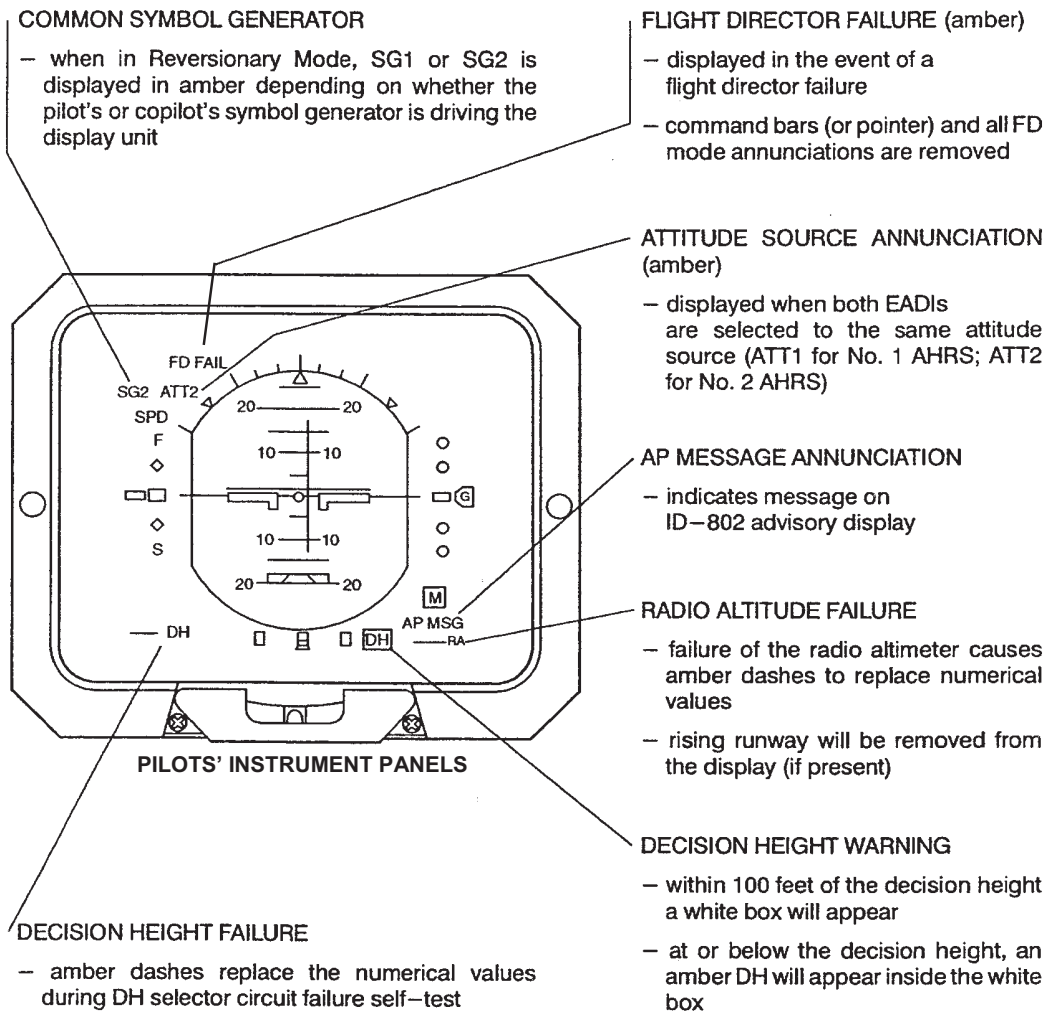 COMMON SYMBOL GENERATOR
– when in Reversionary Mode, SG1 or SG2 is
displayed in amber depending on whether the
pilot's or copilot's symbol generator is driving the
display unit
FLIGHT DIRECTOR FAILURE (amber)
– displayed in the event of a
flight director failure
– command bars (or pointer) and all FD
mode annunciations are removed
ATTITUDE SOURCE ANNUNCIATION
(amber)
– displayed when both EADIs
are selected to the same attitude
source (ATT1 for No. 1 AHRS; ATT2
for No. 2 AHRS)
AP MESSAGE ANNUNCIATION
– indicates message on
ID–802 advisory display
RADIO ALTITUDE FAILURE
– failure of the radio altimeter causes
amber dashes to replace numerical
values
– rising runway will be removed from
the display (if present)
DECISION HEIGHT WARNING
– within 100 feet of the decision height
a white box will appear
– at or below the decision height, an
amber DH will appear inside the white
box
FD FAIL
SG2 ATT2
SPD
F
S
20 20
10 10
G
10 10
20 20
M
AP MSG
DH
DH
RA
PILOTS' INSTRUMENT PANELS
DECISION HEIGHT FAILURE
– amber dashes replace the numerical values
during DH selector circuit failure self–test